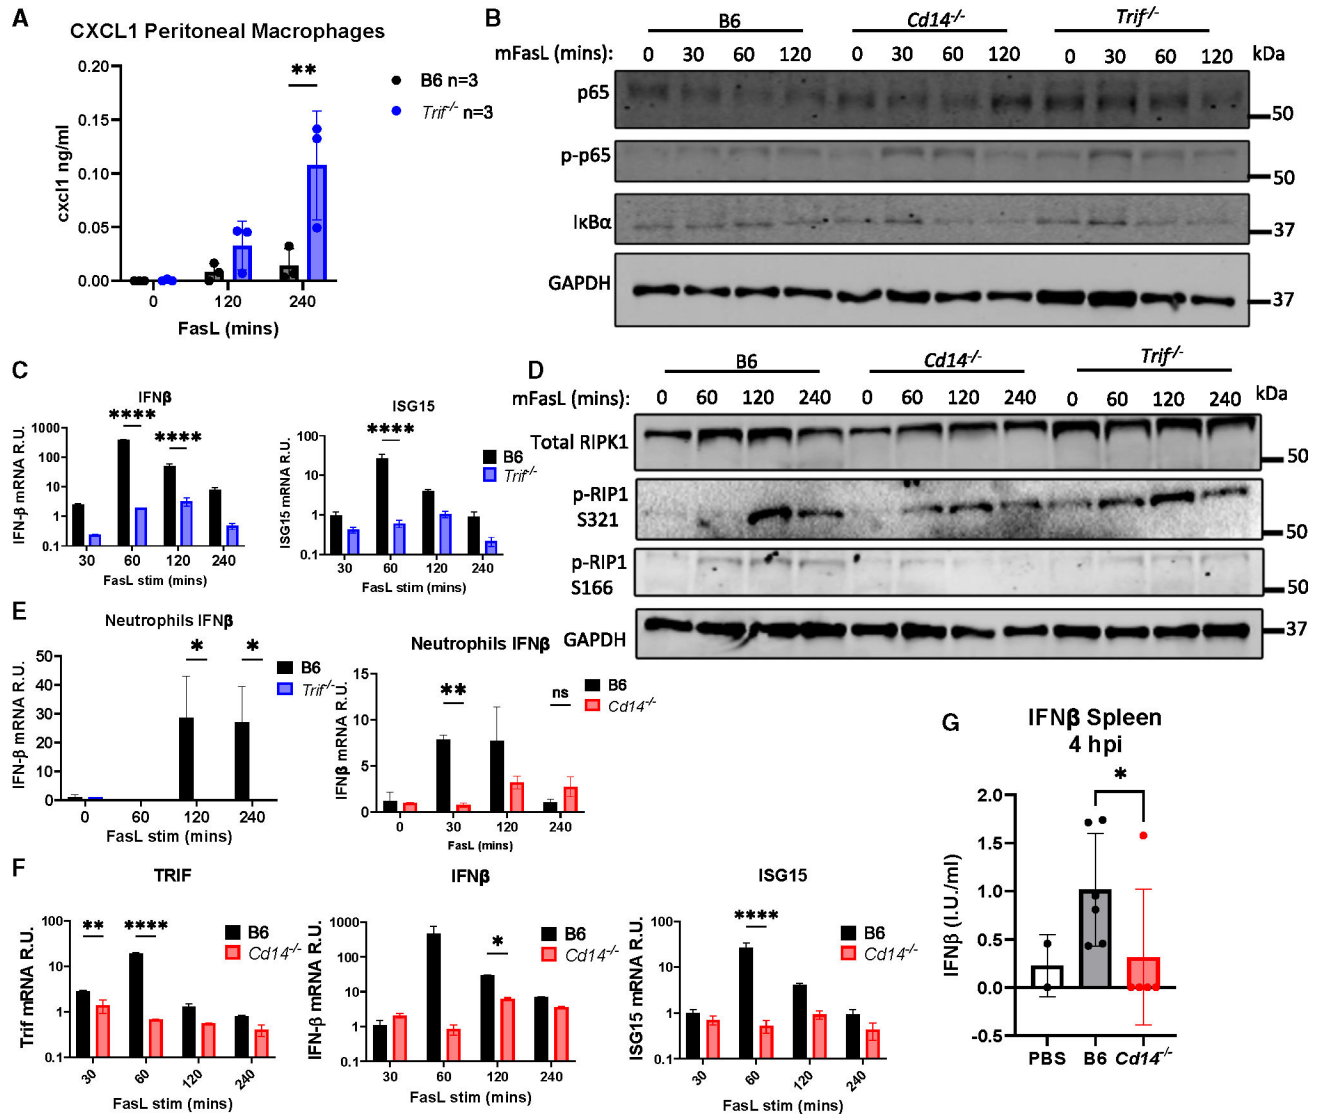 A
CXCL1 Peritoneal Macrophages
cxcl1 ng/ml
0.20
0.15
0.10
0.05
0.00
**
0 120 240
FasL (mins)
B6 n=3
Trif-/- n=3
B
B6 Cd14-/- Trif-/-
mFasL (mins): 0 30 60 120 0 30 60 120 0 30 60 120 kDa
p65 50
p-p65 50
IκBα 37
GAPDH 37
C
IFNβ
IFN-β mRNA R.U.
1000
100
10
1
0.1
**** ****
30 60 120 240
FasL stim (mins)
ISG15
ISG15 mRNA R.U.
100
10
1
0.1
****
30 60 120 240
FasL stim (mins)
B6
Trif-/-
D
B6 Cd14-/- Trif-/-
mFasL (mins): 0 60 120 240 0 60 120 240 0 60 120 240 kDa
Total RIPK1 50
p-RIP1
S321 50
p-RIP1
S166 50
GAPDH 37
E
Neutrophils IFNβ
IFN-β mRNA R.U.
50
40
30
20
10
0
* *
0 60 120 240
FasL stim (mins)
B6
Trif-/-
Neutrophils IFNβ
IFNβ mRNA R.U.
15
10
5
0
** ns
0 30 120 240
FasL (mins)
B6
Cd14-/-
F
TRIF
Trif mRNA R.U.
100
10
1
0.1
** ****
30 60 120 240
FasL stim (mins)
B6
Cd14-/-
IFNβ
IFN-β mRNA R.U.
1000
100
10
1
0.1
*
30 60 120 240
FasL stim (mins)
B6
Cd14-/-
ISG15
ISG15 mRNA R.U.
100
10
1
0.1
****
30 60 120 240
FasL stim (mins)
B6
Cd14-/-
G
IFNβ Spleen
4 hpi
IFNβ (I.U./ml)
2.0
1.5
1.0
0.5
0.0
-0.5
*
PBS B6 Cd14-/-